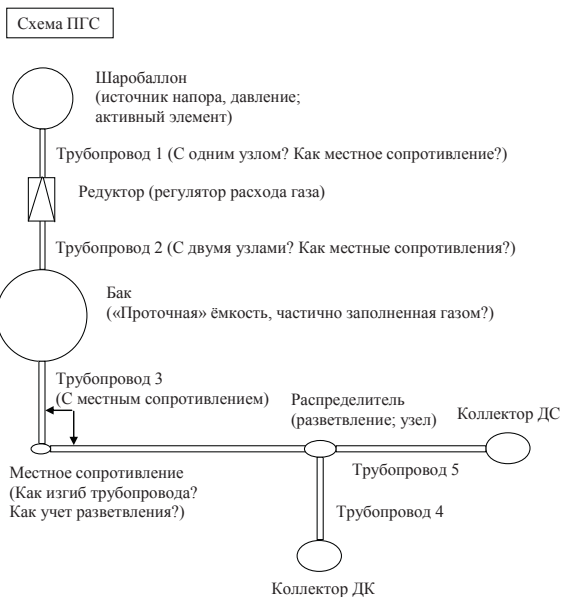 Схема ПГС
Шаробаллон
(источник напора, давление;
активный элемент)
Трубопровод 1 (С одним узлом? Как местное сопротивление?)
Редуктор (регулятор расхода газа)
Трубопровод 2 (С двумя узлами? Как местные сопротивления?)
Бак
(«Проточная» ёмкость, частично заполненная газом?)
Трубопровод 3
(С местным сопротивлением)
Распределитель
(разветвление; узел)
Коллектор ДС
Местное сопротивление
(Как изгиб трубопровода?
Как учет разветвления?)
Трубопровод 5
Трубопровод 4
Коллектор ДК